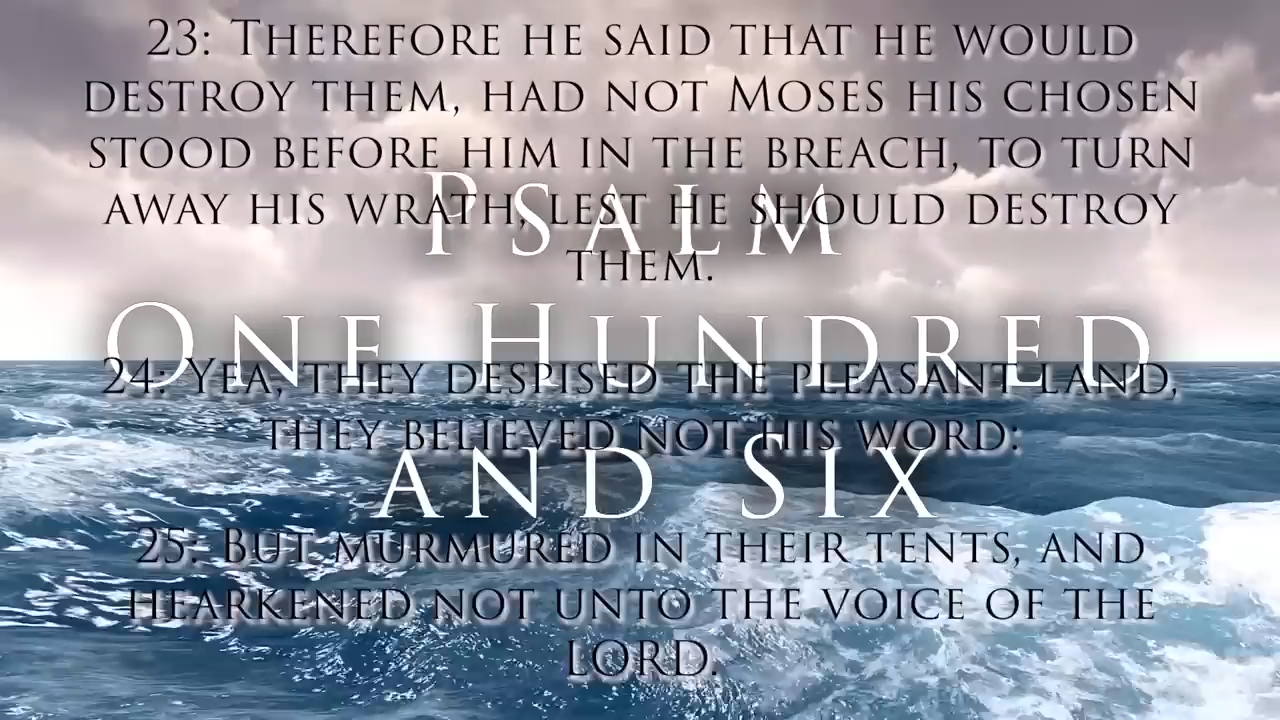 23: Therefore he said that he would
destroy them, had not Moses his chosen
stood before him in the breach, to turn
away his wrath, lest he should destroy
them.
Psalm
One Hundred
and Six
24: Yea, they despised the pleasant land,
they believed not his word:
25: But murmured in their tents, and
hearkened not unto the voice of the
LORD.